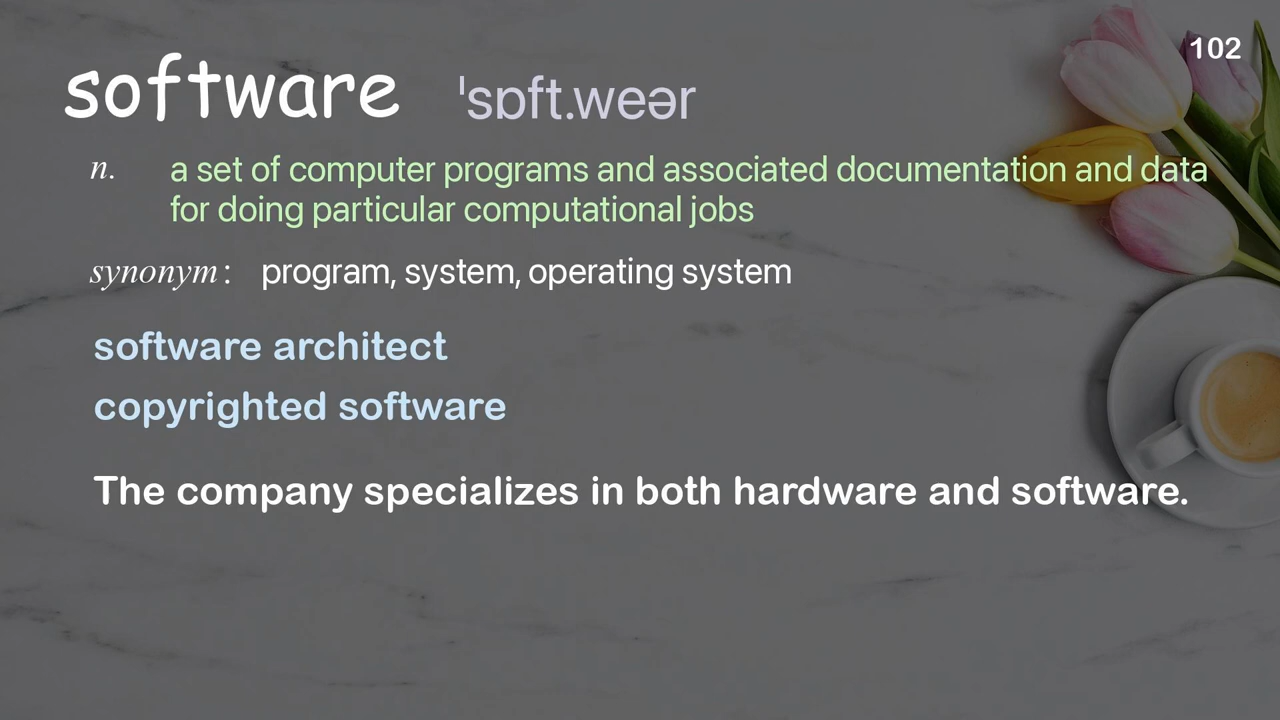 102
software ˈsɒft.weər
n. a set of computer programs and associated documentation and data
for doing particular computational jobs
synonym: program, system, operating system
software architect
copyrighted software
The company specializes in both hardware and software.